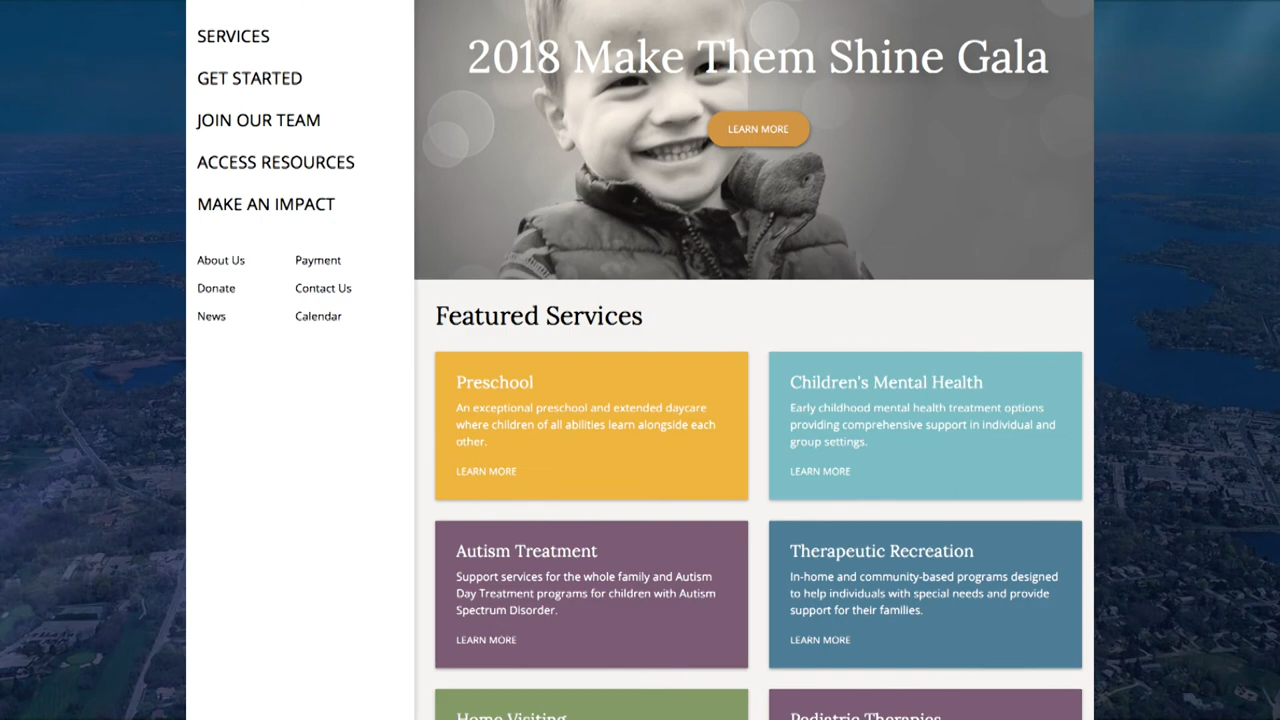 SERVICES
GET STARTED
JOIN OUR TEAM
ACCESS RESOURCES
MAKE AN IMPACT
About Us
Payment
Donate
Contact Us
News
Calendar
2018 Make Them Shine Gala
LEARN MORE
Featured Services
Preschool
An exceptional preschool and extended daycare
where children of all abilities learn alongside each
other.
LEARN MORE
Children's Mental Health
Early childhood mental health treatment options
providing comprehensive support in individual and
group settings.
LEARN MORE
Autism Treatment
Support services for the whole family and Autism
Day Treatment programs for children with Autism
Spectrum Disorder.
LEARN MORE
Therapeutic Recreation
In-home and community-based programs designed
to help individuals with special needs and provide
support for their families.
LEARN MORE
Home Visiting
Pediatric Therapies